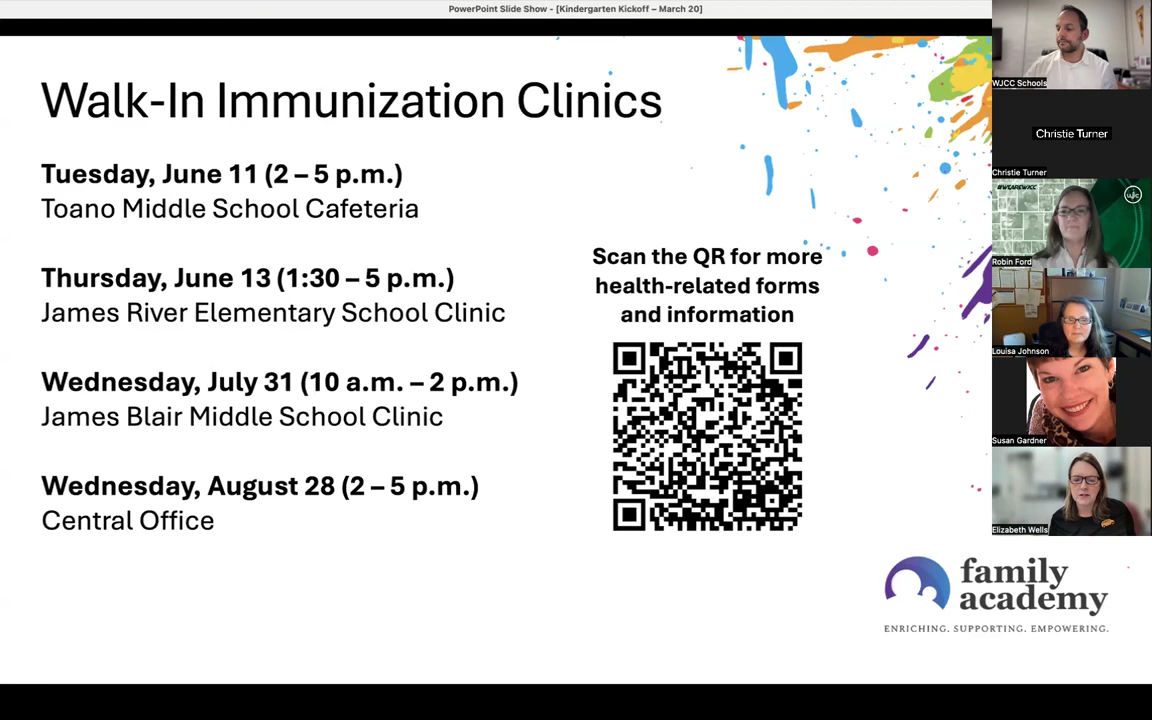 PowerPoint Slide Show - [Kindergarten Kickoff – March 20]
Walk-In Immunization Clinics
Tuesday, June 11 (2 – 5 p.m.)
Toano Middle School Cafeteria
Thursday, June 13 (1:30 – 5 p.m.)
James River Elementary School Clinic
Wednesday, July 31 (10 a.m. – 2 p.m.)
James Blair Middle School Clinic
Wednesday, August 28 (2 – 5 p.m.)
Central Office
Scan the QR for more
health-related forms
and information
family
academy
ENRICHING. SUPPORTING. EMPOWERING.
WJCC Schools
Christie Turner
Christie Turner
#WEAREWJCC
wjc
Robin Ford
Louisa Johnson
Susan Gardner
Elizabeth Wells